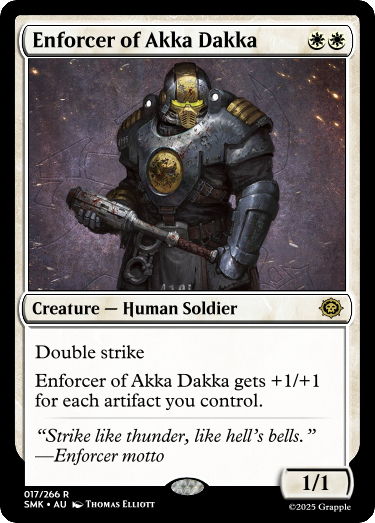 Enforcer of Akka Dakka
Creature — Human Soldier
Double strike
Enforcer of Akka Dakka gets +1/+1
for each artifact you control.
“Strike like thunder, like hell’s bells.”
—Enforcer motto
1/1
017/266 R
SMK • AU Thomas Elliott
©2025 Grapple